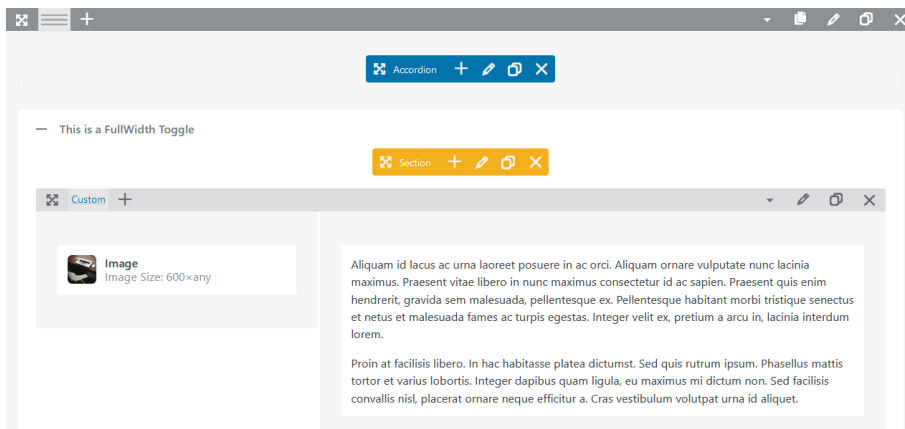 Accordion
This is a FullWidth Toggle
Section
Custom
Image
Image Size: 600×any
Aliquam id lacus ac urna laoreet posuere in ac orci. Aliquam ornare vulputate nunc lacinia
maximus. Praesent vitae libero in nunc maximus consectetur id ac sapien. Praesent quis enim
hendrerit, gravida sem malesuada, pellentesque ex. Pellentesque habitant morbi tristique senectus
et netus et malesuada fames ac turpis egestas. Integer velit ex, pretium a arcu in, lacinia interdum
lorem.
Proin at facilisis libero. In hac habitasse platea dictumst. Sed quis rutrum ipsum. Phasellus mattis
tortor et varius lobortis. Integer dapibus quam ligula, eu maximus mi dictum non. Sed facilisis
convallis nisl, placerat ornare neque efficitur a. Cras vestibulum volutpat urna id aliquet.